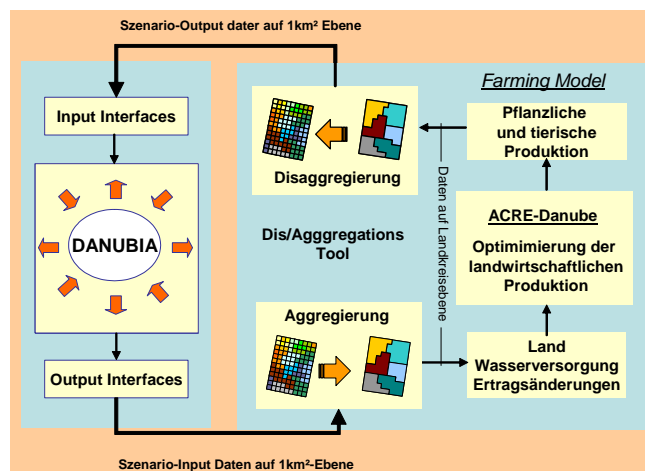 Szenario-Output dater auf 1km² Ebene
Input Interfaces
DANUBIA
Output Interfaces
Farming Model
Disaggregierung
Dis/Agggregations
Tool
Aggregierung
Daten auf Landkreisebene
Pflanzliche
und tierische
Produktion
ACRE-Danube
Optimimierung der
landwirtschaftlichen
Produktion
Land
Wasserversorgung
Ertragsänderungen
Szenario-Input Daten auf 1km²-Ebene